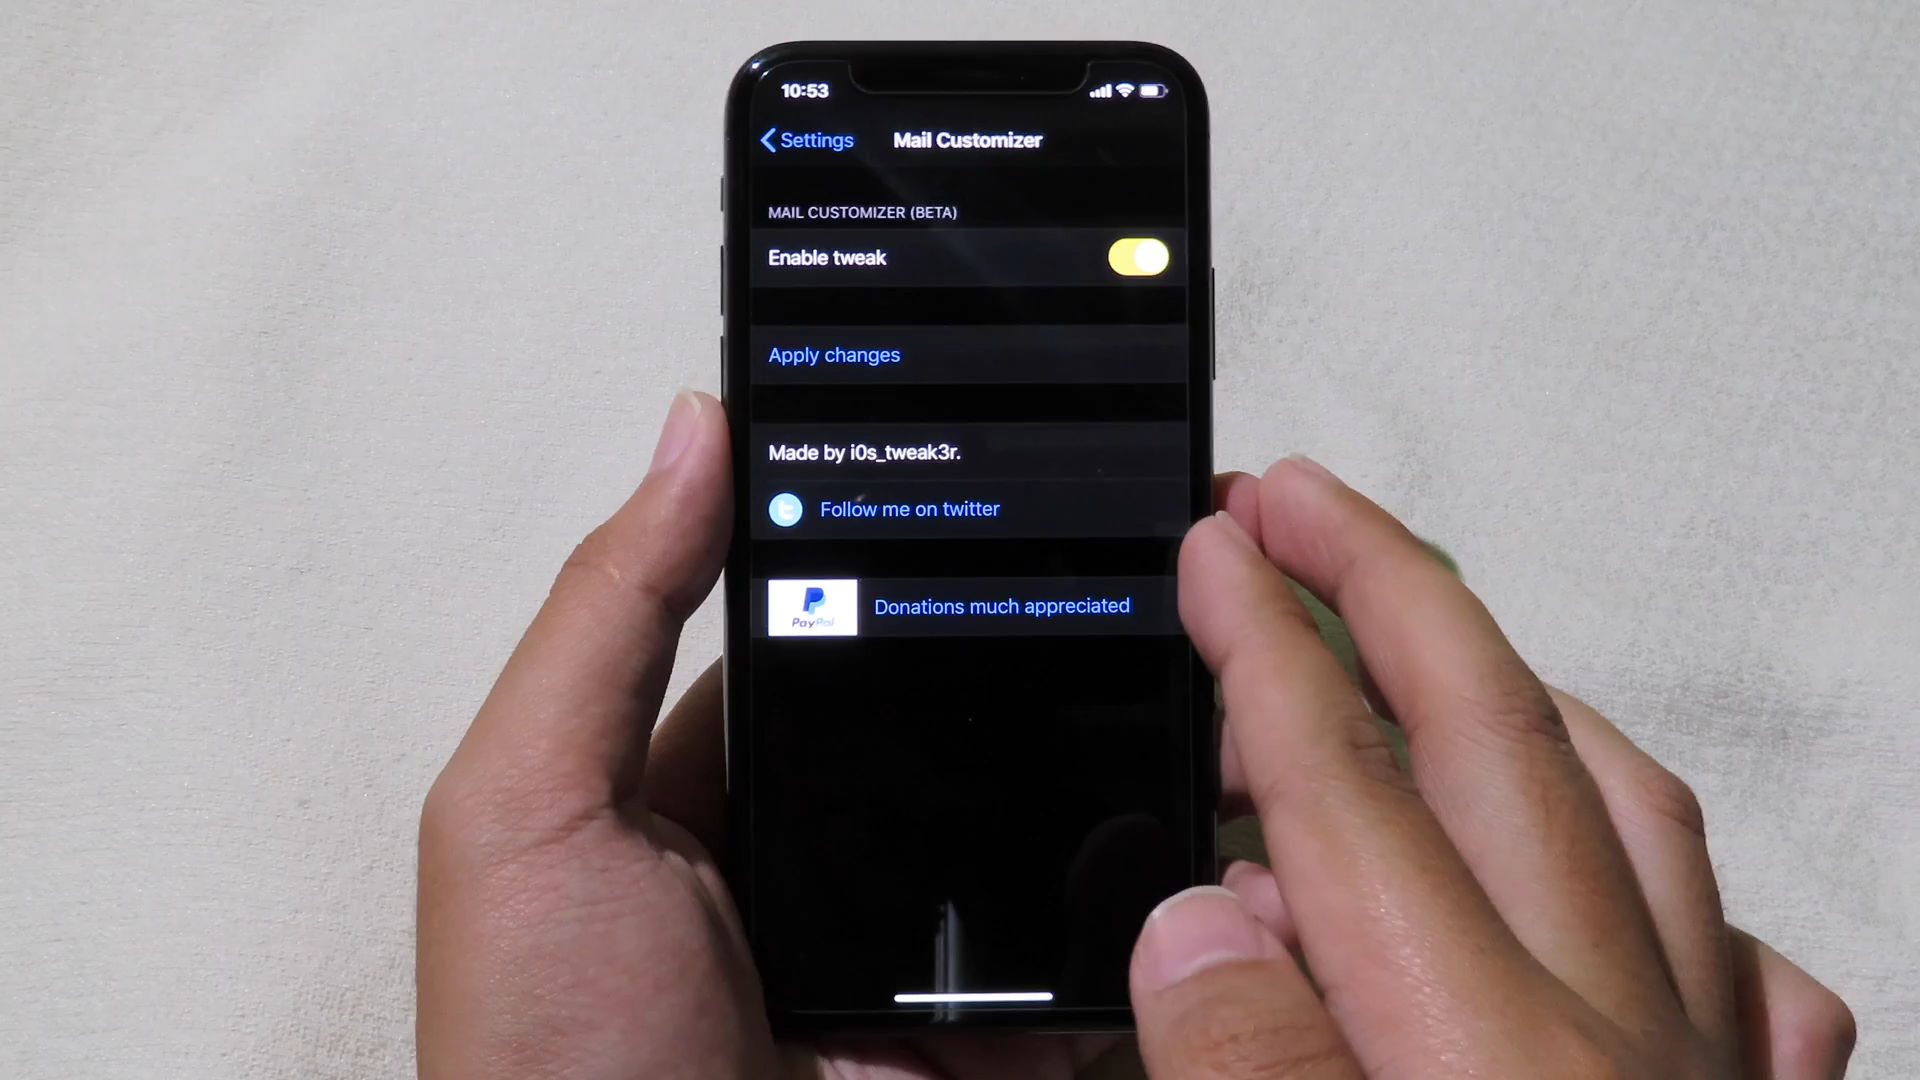 10:53
Settings
Mail Customizer
MAIL CUSTOMIZER (BETA)
Enable tweak
Apply changes
Made by i0s_tweak3r.
Follow me on twitter
PayPal
Donations much appreciated